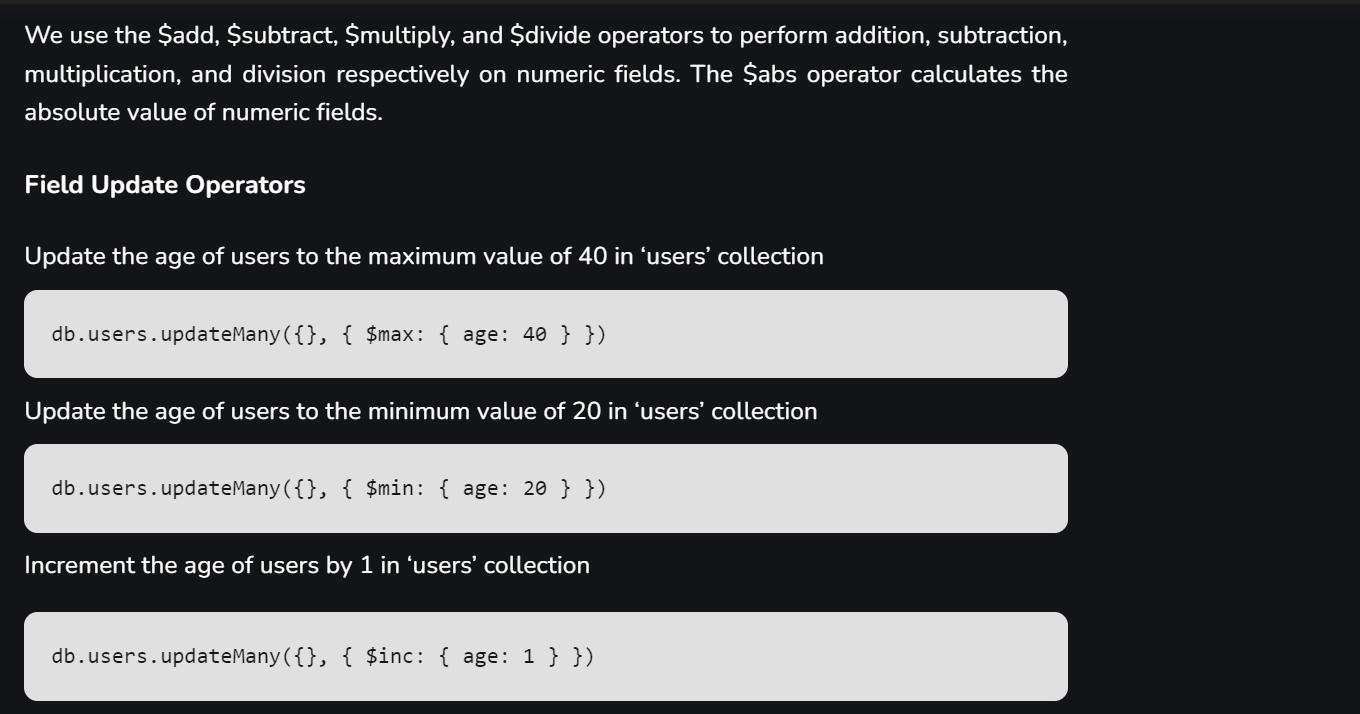 We use the $add, $subtract, $multiply, and $divide operators to perform addition, subtraction,
multiplication, and division respectively on numeric fields. The $abs operator calculates the
absolute value of numeric fields.
Field Update Operators
Update the age of users to the maximum value of 40 in ‘users’ collection
db.users.updateMany({}, { $max: { age: 40 } })
Update the age of users to the minimum value of 20 in ‘users’ collection
db.users.updateMany({}, { $min: { age: 20 } })
Increment the age of users by 1 in ‘users’ collection
db.users.updateMany({}, { $inc: { age: 1 } })